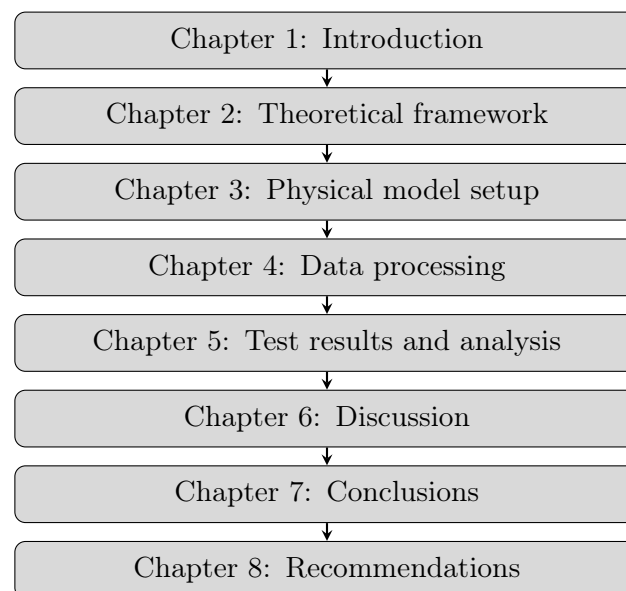 Chapter 1: Introduction
Chapter 2: Theoretical framework
Chapter 3: Physical model setup
Chapter 4: Data processing
Chapter 5: Test results and analysis
Chapter 6: Discussion
Chapter 7: Conclusions
Chapter 8: Recommendations